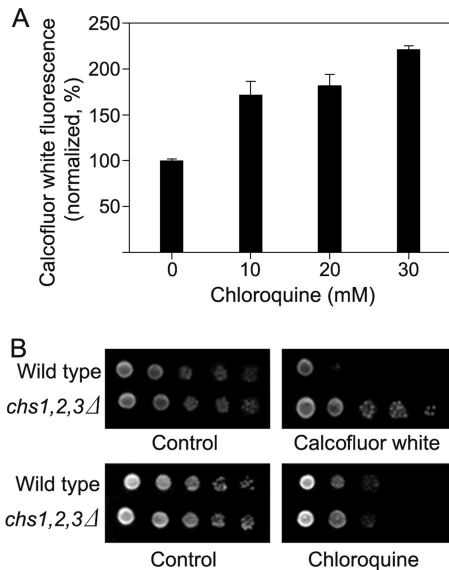 A
Calcofluor white fluorescence
(normalized, %)
250
200
150
100
50
0
10
20
30
Chloroquine (mM)
B
Wild type
chs1,2,3Δ
Control
Calcofluor white
Wild type
chs1,2,3Δ
Control
Chloroquine